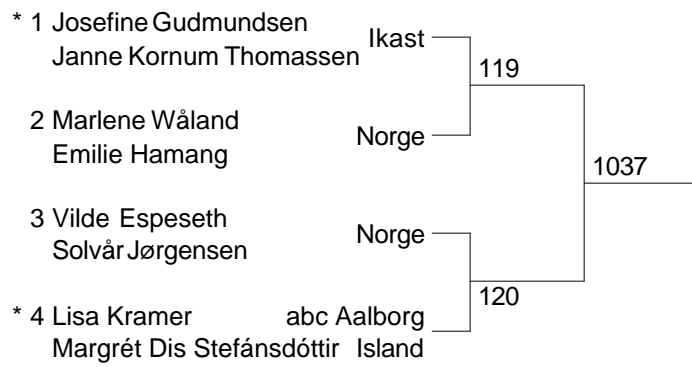 * 1 Josefine Gudmundsen Ikast
Janne Kornum Thomassen
119
2 Marlene Wåland Norge
Emilie Hamang
1037
3 Vilde Espeseth Norge
Solvår Jørgensen
120
* 4 Lisa Kramer abc Aalborg
Margrét Dis Stefánsdóttir Island